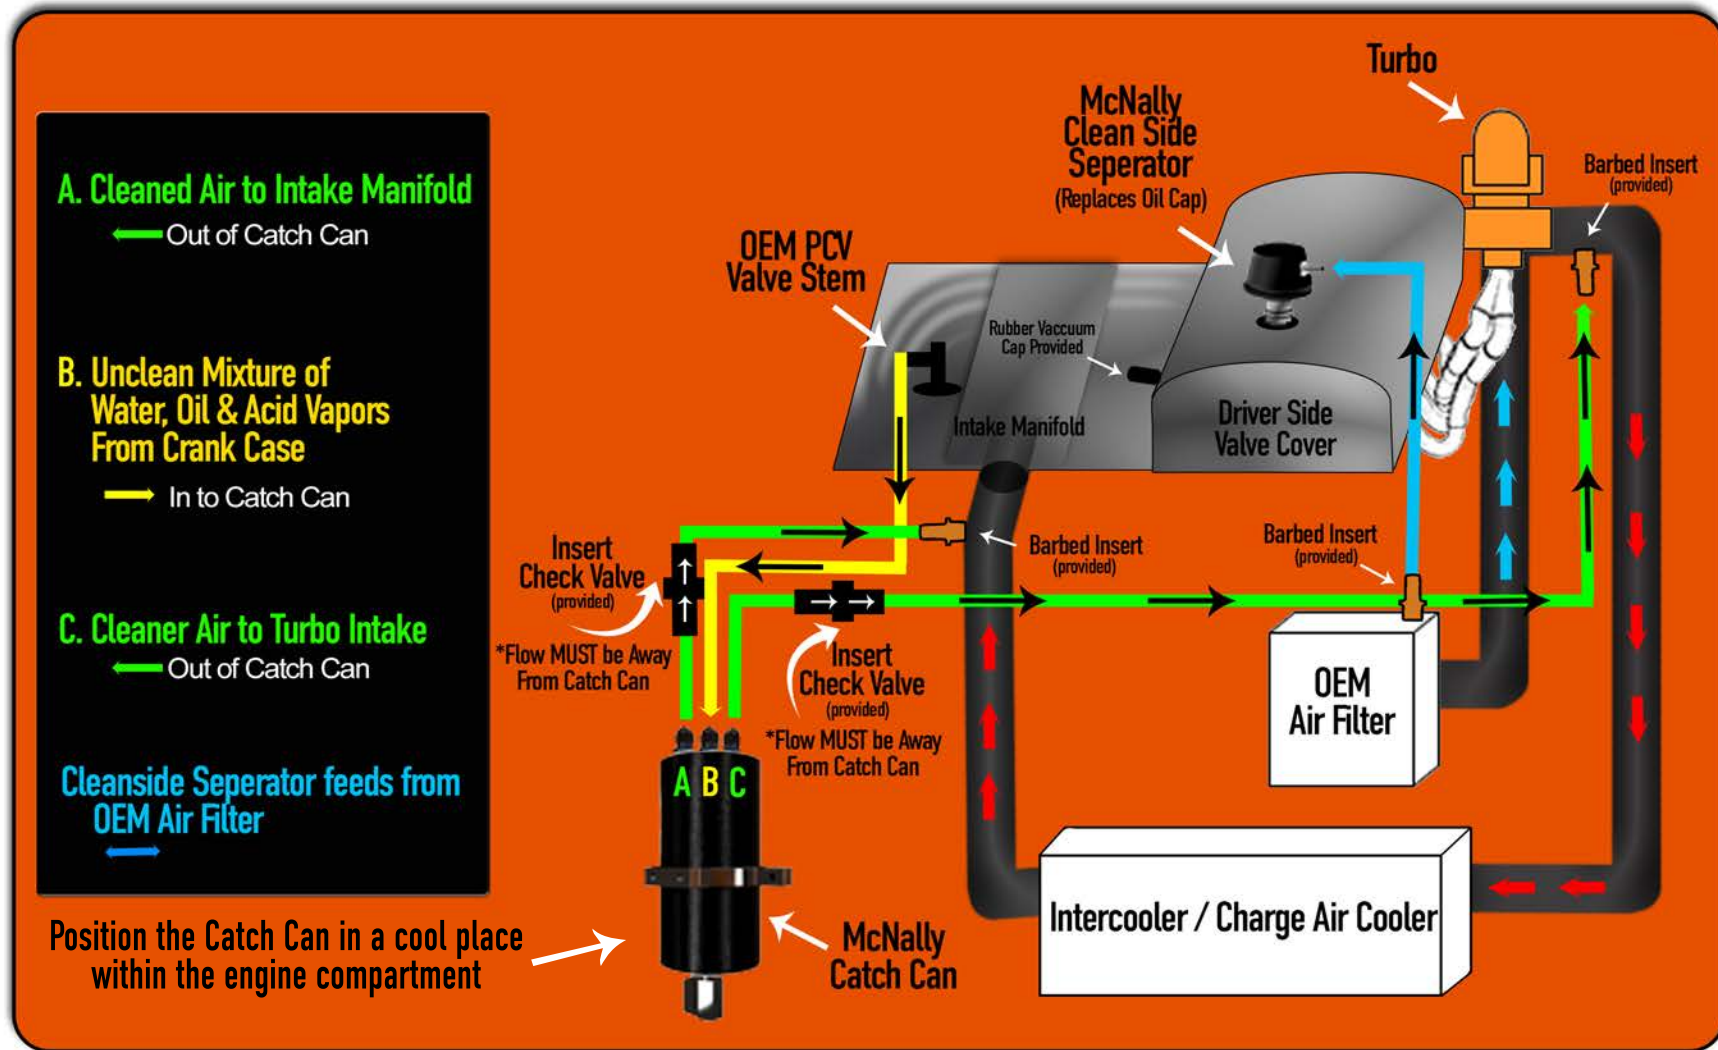 A. Cleaned Air to Intake Manifold
Out of Catch Can
B. Unclean Mixture of
Water, Oil & Acid Vapors
From Crank Case
In to Catch Can
C. Cleaner Air to Turbo Intake
Out of Catch Can
Cleanside Seperator feeds from
OEM Air Filter
Position the Catch Can in a cool place
within the engine compartment
Turbo
McNally
Clean Side
Seperator
(Replaces Oil Cap)
Barbed Insert
(provided)
OEM PCV
Valve Stem
Rubber Vaccuum
Cap Provided
Intake Manifold
Driver Side
Valve Cover
Insert
Check Valve
(provided)
*Flow MUST be Away
From Catch Can
Barbed Insert
(provided)
Barbed Insert
(provided)
Insert
Check Valve
(provided)
*Flow MUST be Away
From Catch Can
OEM
Air Filter
A B C
McNally
Catch Can
Intercooler / Charge Air Cooler